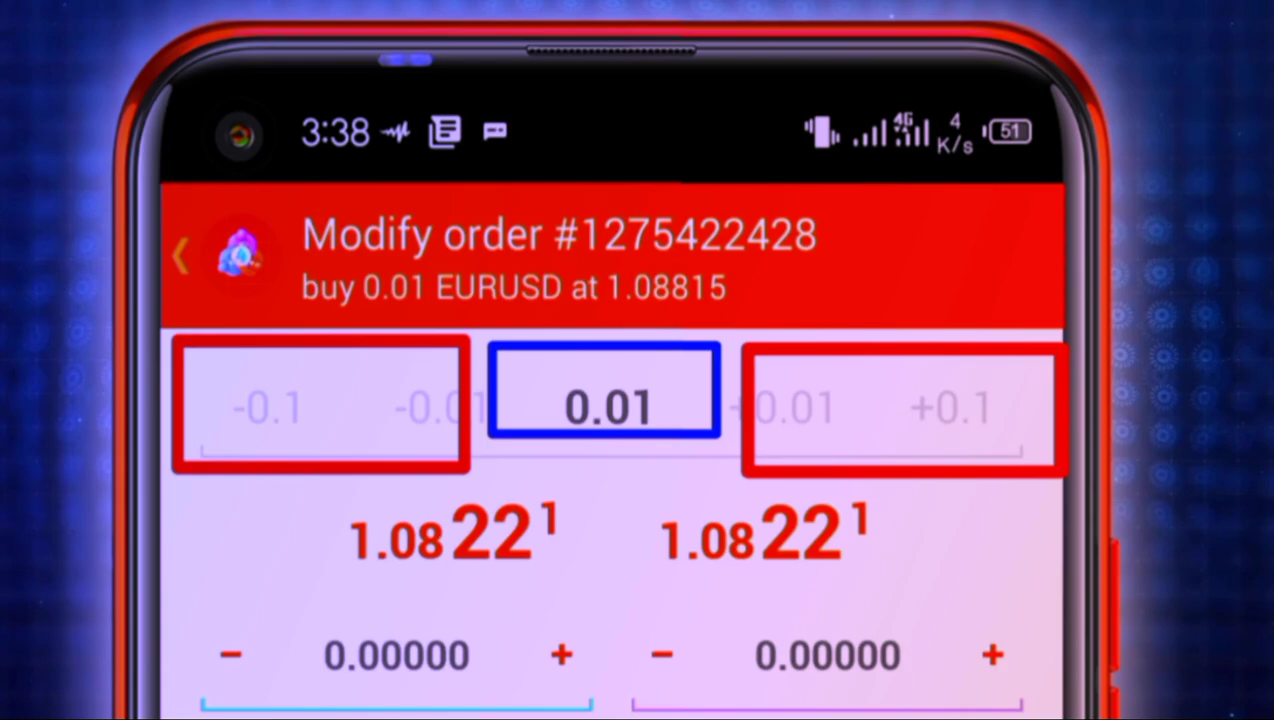 3:38 4G 4 K/s 51
Modify order #1275422428
buy 0.01 EURUSD at 1.08815
-0.1 -0.01 0.01 +0.01 +0.1
1.08221 1.08221
- 0.00000 + - 0.00000 +